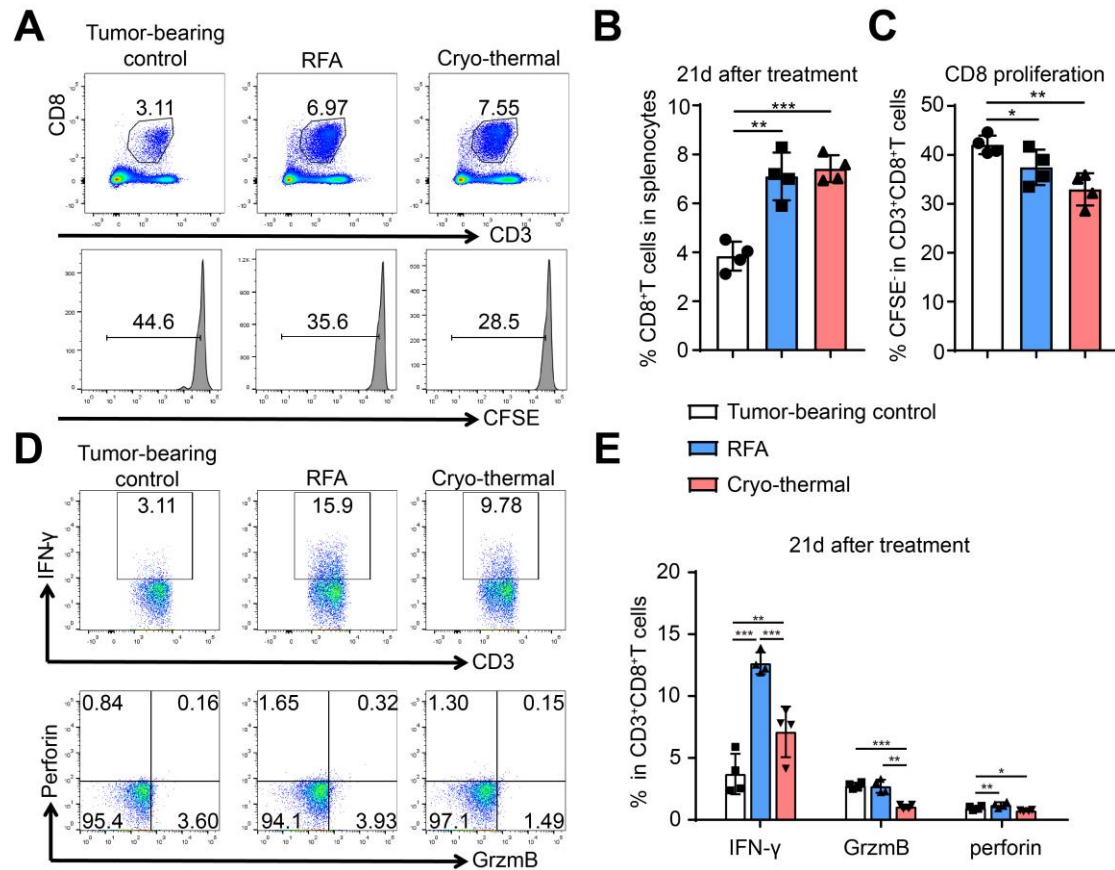 A
Tumor-bearing
control
RFA
Cryo-thermal
CD8
3.11
6.97
7.55
CD3
44.6
35.6
28.5
CFSE
B
21d after treatment
% CD8⁺T cells in splenocytes
10
8
6
4
2
0
***
**
C
CD8 proliferation
% CFSE⁻ in CD3⁺CD8⁺T cells
50
40
30
20
10
0
**
*
Tumor-bearing control
RFA
Cryo-thermal
D
Tumor-bearing
control
RFA
Cryo-thermal
IFN-γ
3.11
15.9
9.78
CD3
Perforin
0.84 0.16
95.4 3.60
1.65 0.32
94.1 3.93
1.30 0.15
97.1 1.49
GrzmB
E
21d after treatment
% in CD3⁺CD8⁺T cells
20
15
10
5
0
**
*** ***
***
**
*
**
IFN-γ GrzmB perforin